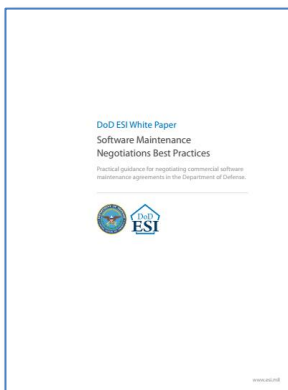 DoD ESI White Paper
Software Maintenance
Negotiations Best Practices
Practical guidance for negotiating commercial software
maintenance agreements in the Department of Defense.
DoD
ESI
www.esi.mil